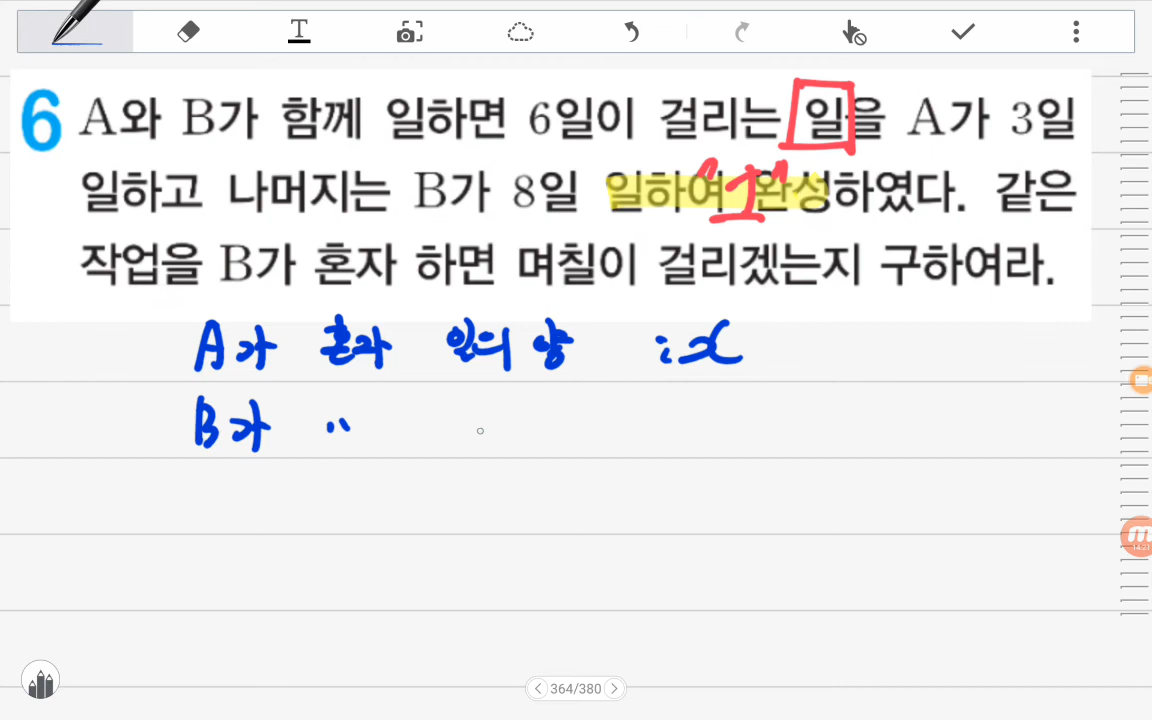 T
6 A와 B가 함께 일하면 6일이 걸리는 일을 A가 3일
일하고 나머지는 B가 8일 일하여 완성하였다. 같은
"1"
작업을 B가 혼자 하면 며칠이 걸리겠는지 구하여라.
A가 혼자 일의 양 : x
B가 〃
364/380